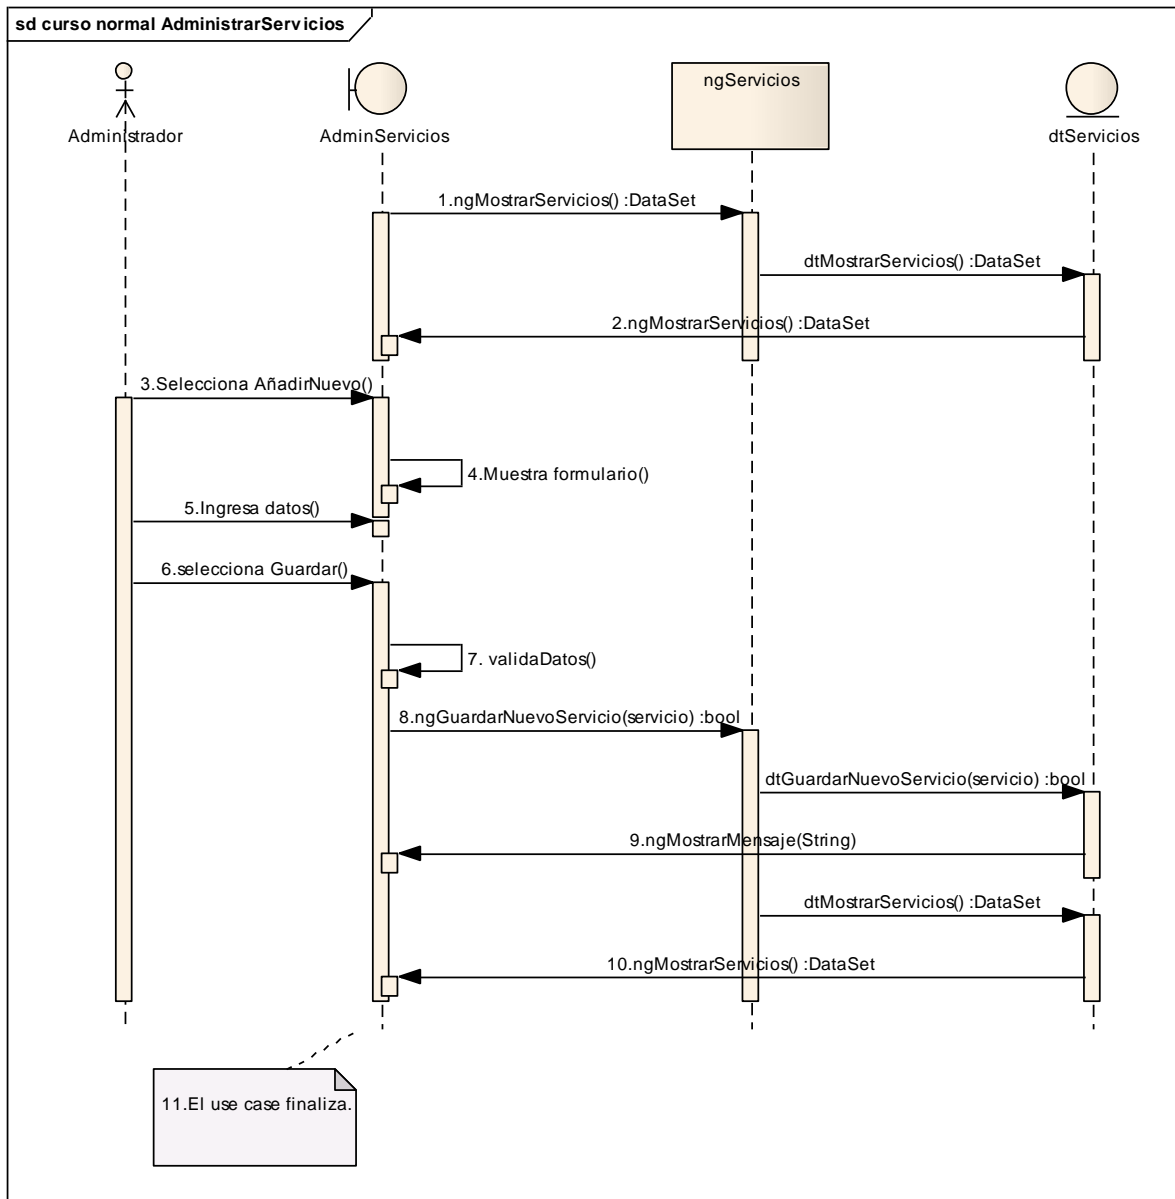 sd curso normal AdministrarServicios
Administrador
AdminServicios
ngServicios
dtServicios
1.ngMostrarServicios() :DataSet
dtMostrarServicios() :DataSet
2.ngMostrarServicios() :DataSet
3.Selecciona AñadirNuevo()
4.Muestra formulario()
5.Ingresa datos()
6.selecciona Guardar()
7. validaDatos()
8.ngGuardarNuevoServicio(servicio) :bool
dtGuardarNuevoServicio(servicio) :bool
9.ngMostrarMensaje(String)
dtMostrarServicios() :DataSet
10.ngMostrarServicios() :DataSet
11.El use case finaliza.